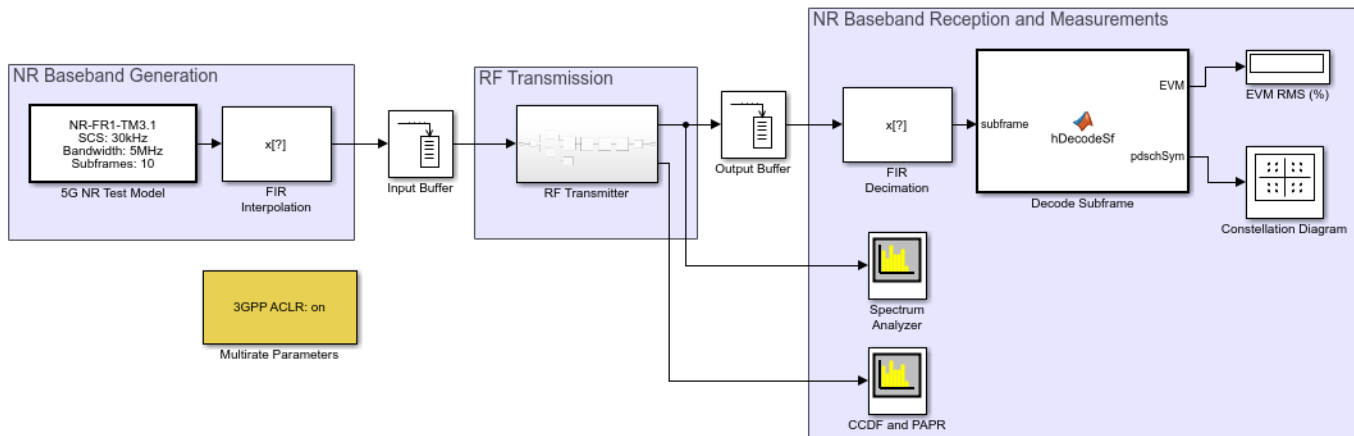 NR Baseband Generation
NR-FR1-TM3.1
SCS: 30kHz
Bandwidth: 5MHz
Subframes: 10
5G NR Test Model
x[?]
FIR
Interpolation
Input Buffer
RF Transmission
RF Transmitter
Output Buffer
NR Baseband Reception and Measurements
x[?]
FIR
Decimation
subframe
hDecodeSf
EVM
pdschSym
Decode Subframe
EVM RMS (%)
Constellation Diagram
Spectrum
Analyzer
CCDF and PAPR
3GPP ACLR: on
Multirate Parameters